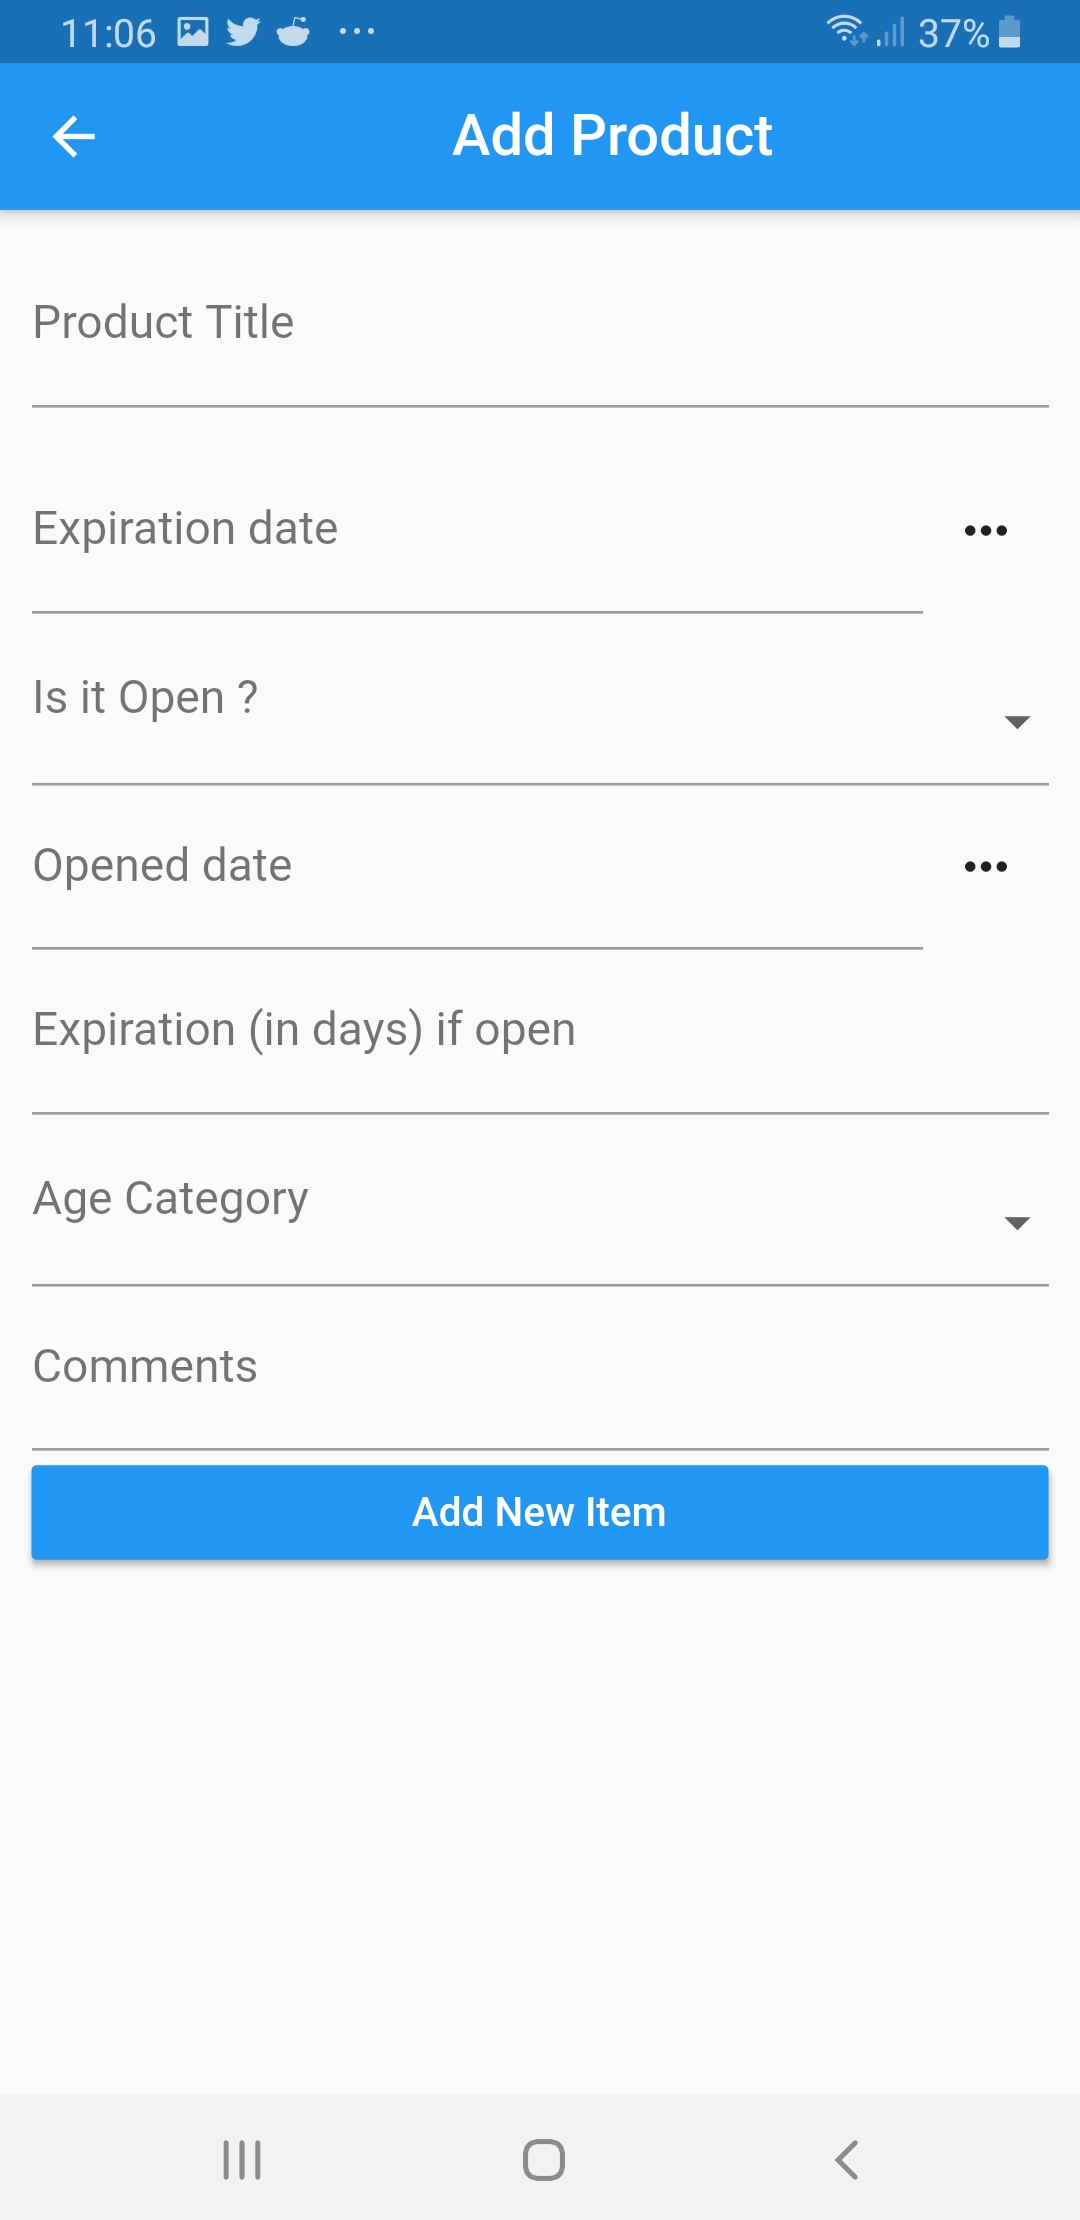 11:06 37%
Add Product
Product Title
Expiration date
Is it Open ?
Opened date
Expiration (in days) if open
Age Category
Comments
Add New Item